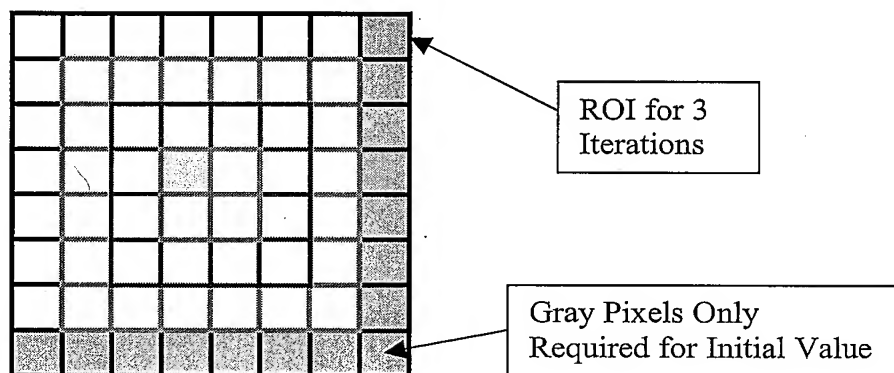 ROI for 3
Iterations
Gray Pixels Only
Required for Initial Value